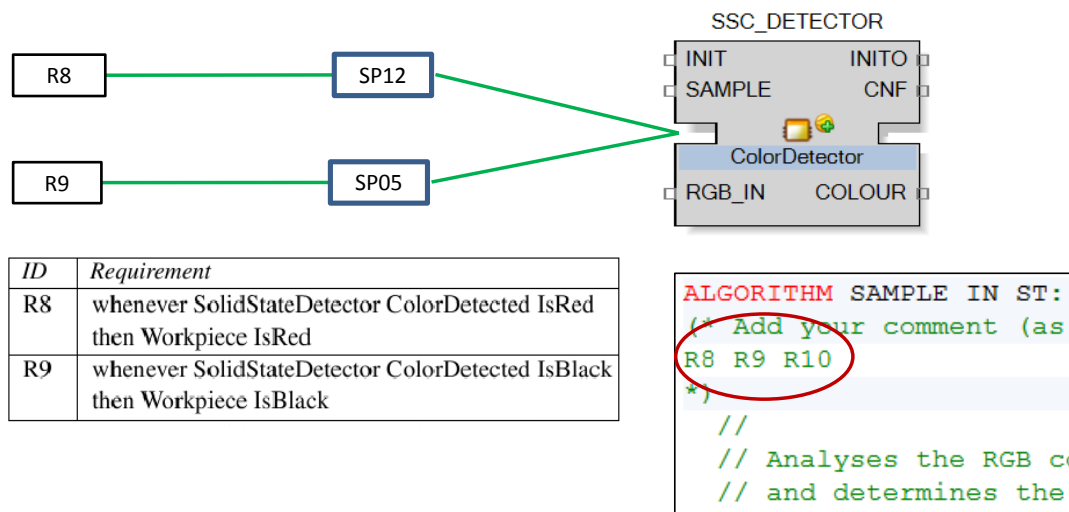 SSC_DETECTOR
INIT INITO
SAMPLE CNF
ColorDetector
RGB_IN COLOUR
R8 SP12
R9 SP05
ID Requirement
R8 whenever SolidStateDetector ColorDetected IsRed
then Workpiece IsRed
R9 whenever SolidStateDetector ColorDetected IsBlack
then Workpiece IsBlack
ALGORITHM SAMPLE IN ST:
(* Add your comment (as
R8 R9 R10
*)
//
// Analyses the RGB co
// and determines the